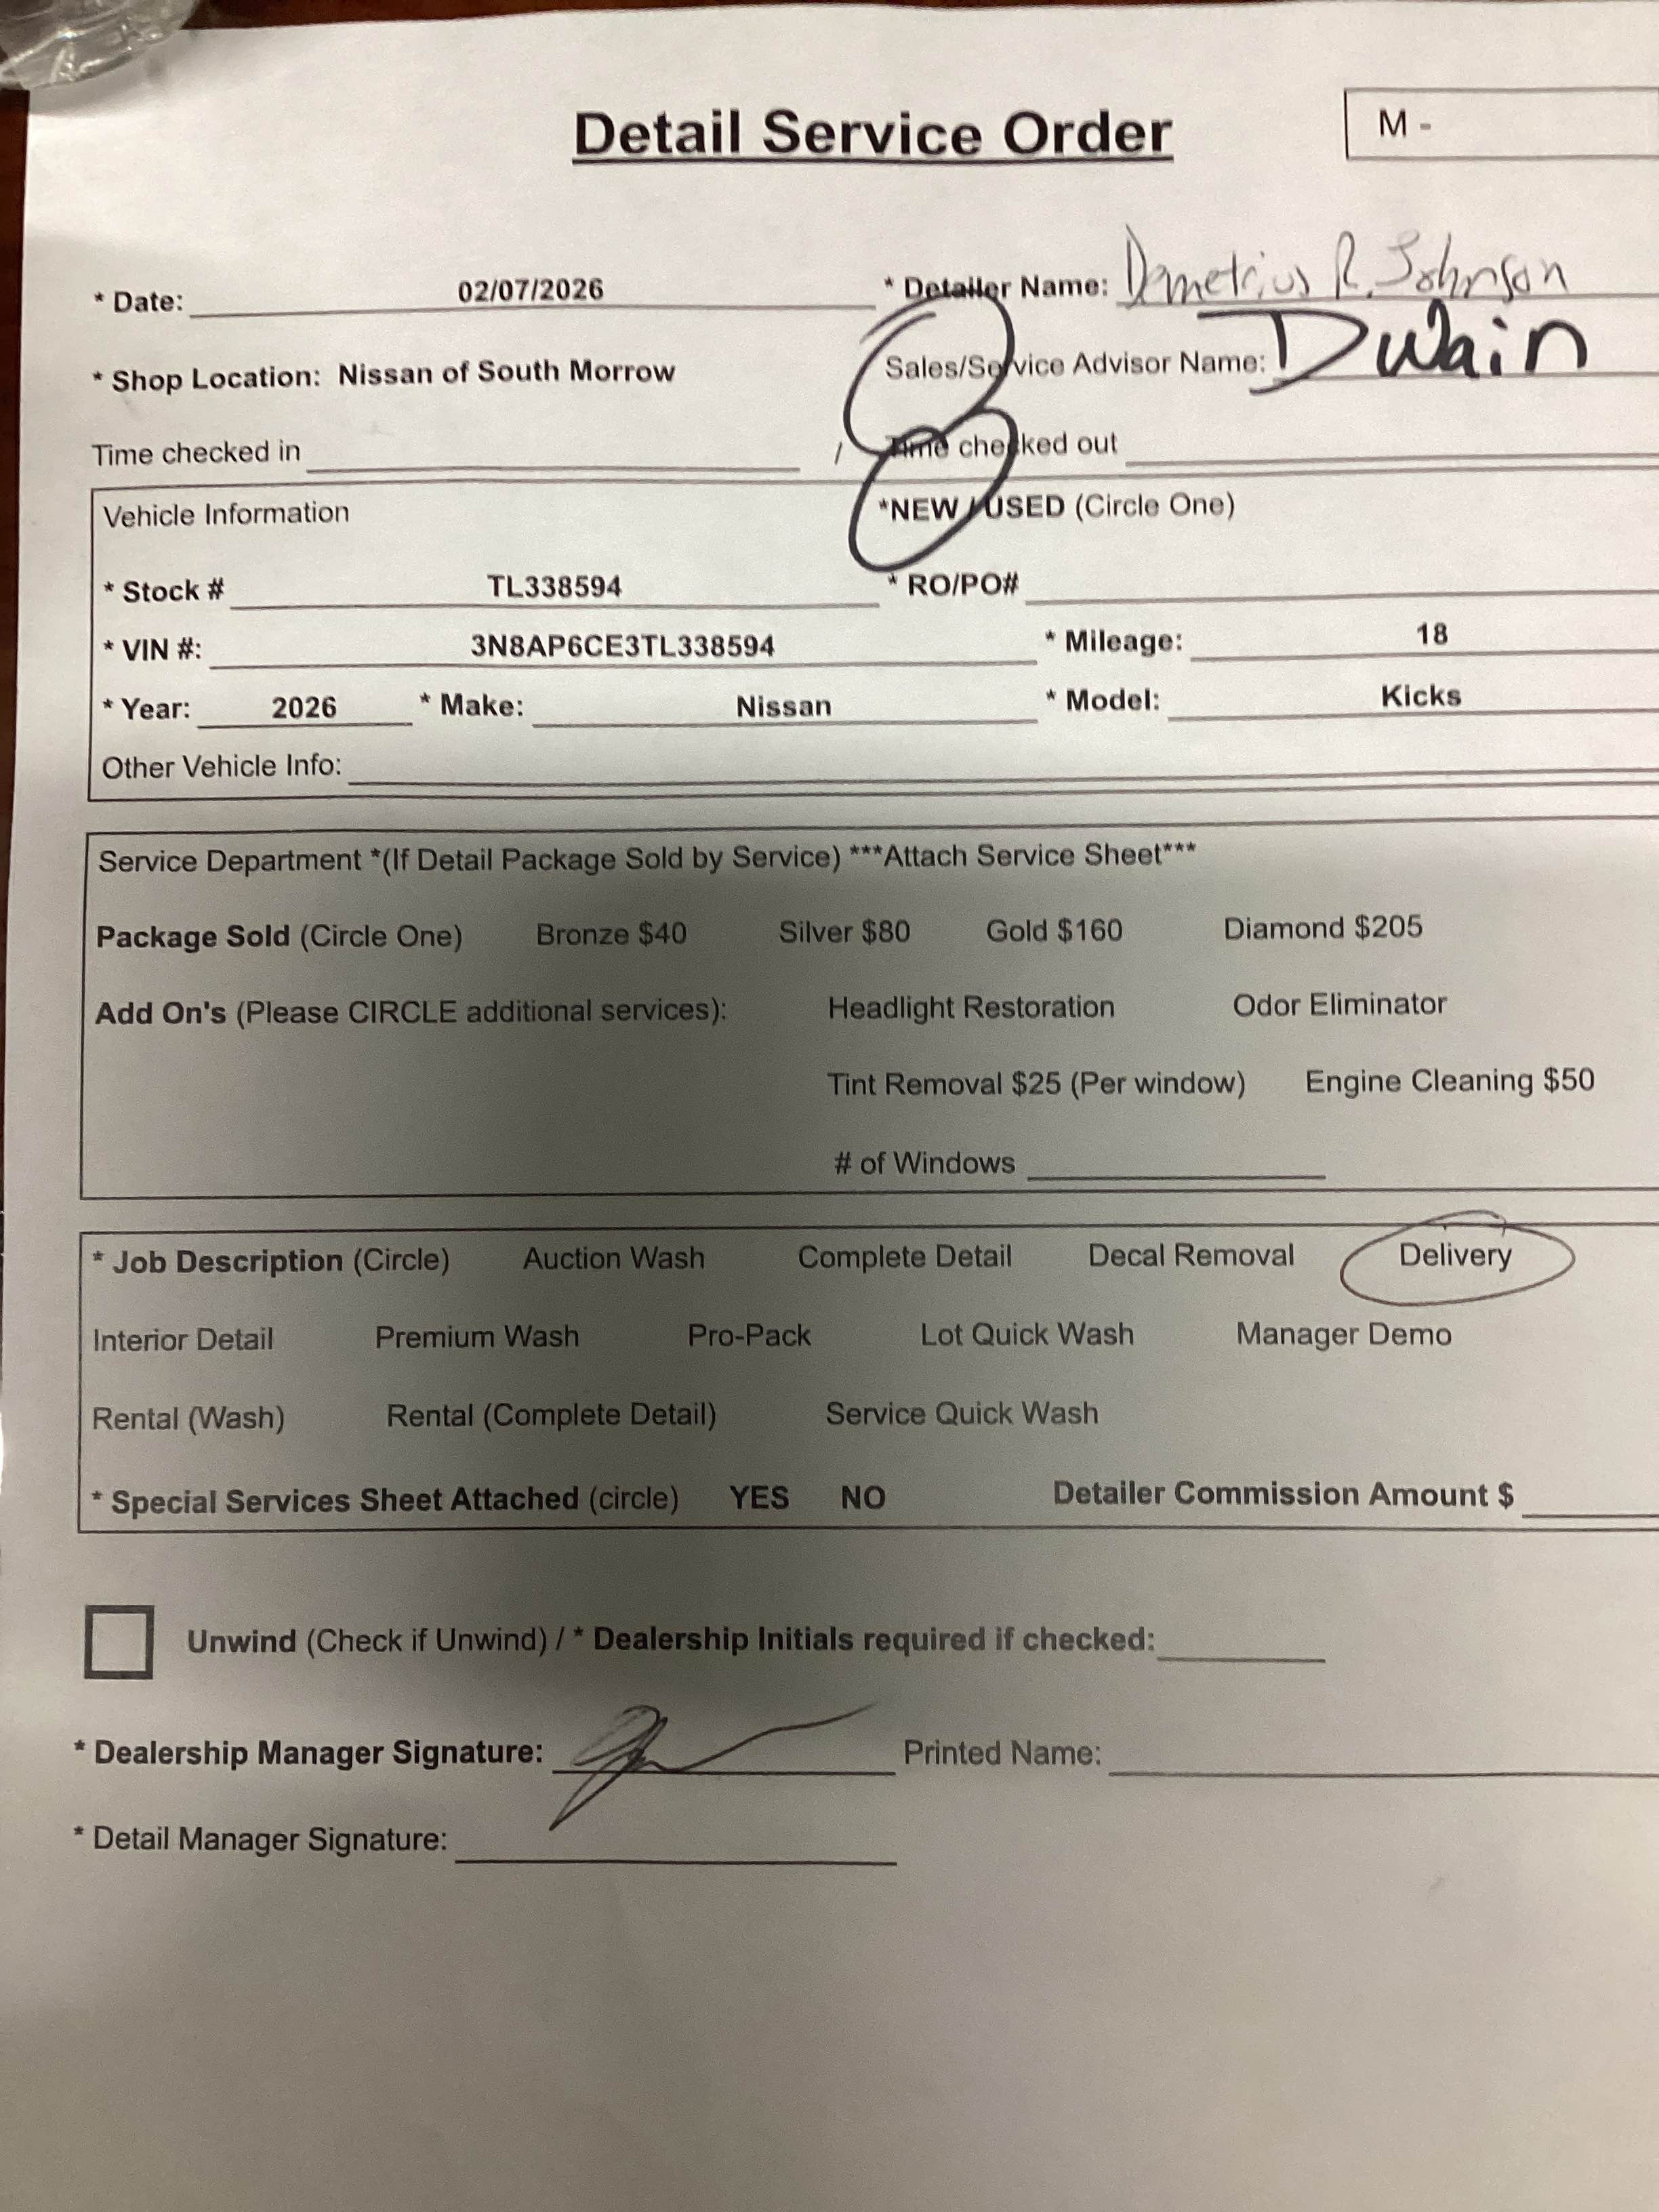 Detail Service Order
M -
* Date: 02/07/2026 * Detailer Name: Demetrius R. Johnson
* Shop Location: Nissan of South Morrow Sales/Service Advisor Name: Dwain
Time checked in / Time checked out
Vehicle Information *NEW / USED (Circle One)
* Stock # TL338594 * RO/PO#
* VIN #: 3N8AP6CE3TL338594 * Mileage: 18
* Year: 2026 * Make: Nissan * Model: Kicks
Other Vehicle Info:
Service Department *(If Detail Package Sold by Service) ***Attach Service Sheet***
Package Sold (Circle One) Bronze $40 Silver $80 Gold $160 Diamond $205
Add On's (Please CIRCLE additional services): Headlight Restoration Odor Eliminator
Tint Removal $25 (Per window) Engine Cleaning $50
# of Windows
* Job Description (Circle) Auction Wash Complete Detail Decal Removal Delivery
Interior Detail Premium Wash Pro-Pack Lot Quick Wash Manager Demo
Rental (Wash) Rental (Complete Detail) Service Quick Wash
* Special Services Sheet Attached (circle) YES NO Detailer Commission Amount $
Unwind (Check if Unwind) / * Dealership Initials required if checked:
* Dealership Manager Signature: Printed Name:
* Detail Manager Signature: